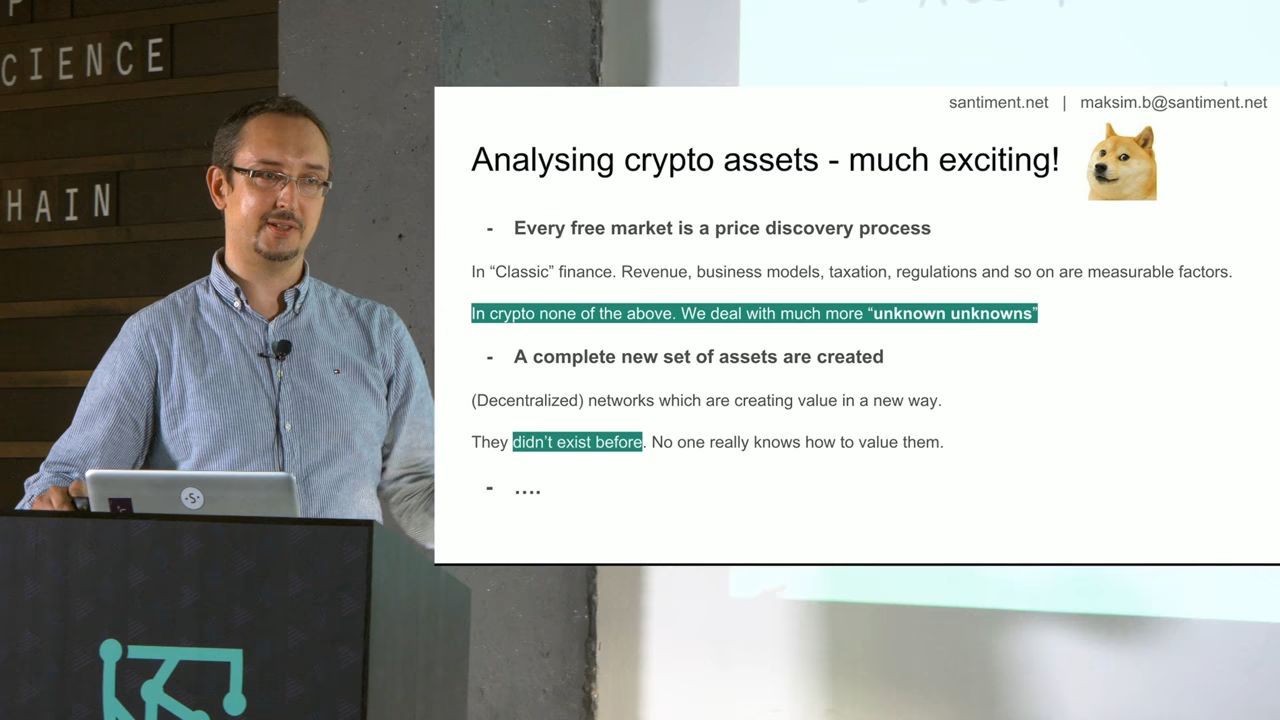 CIENCE
HAIN
santiment.net | maksim.b@santiment.net
Analysing crypto assets - much exciting!
- Every free market is a price discovery process
In “Classic” finance. Revenue, business models, taxation, regulations and so on are measurable factors.
In crypto none of the above. We deal with much more “unknown unknowns”
- A complete new set of assets are created
(Decentralized) networks which are creating value in a new way.
They didn’t exist before. No one really knows how to value them.
- ....
·S·